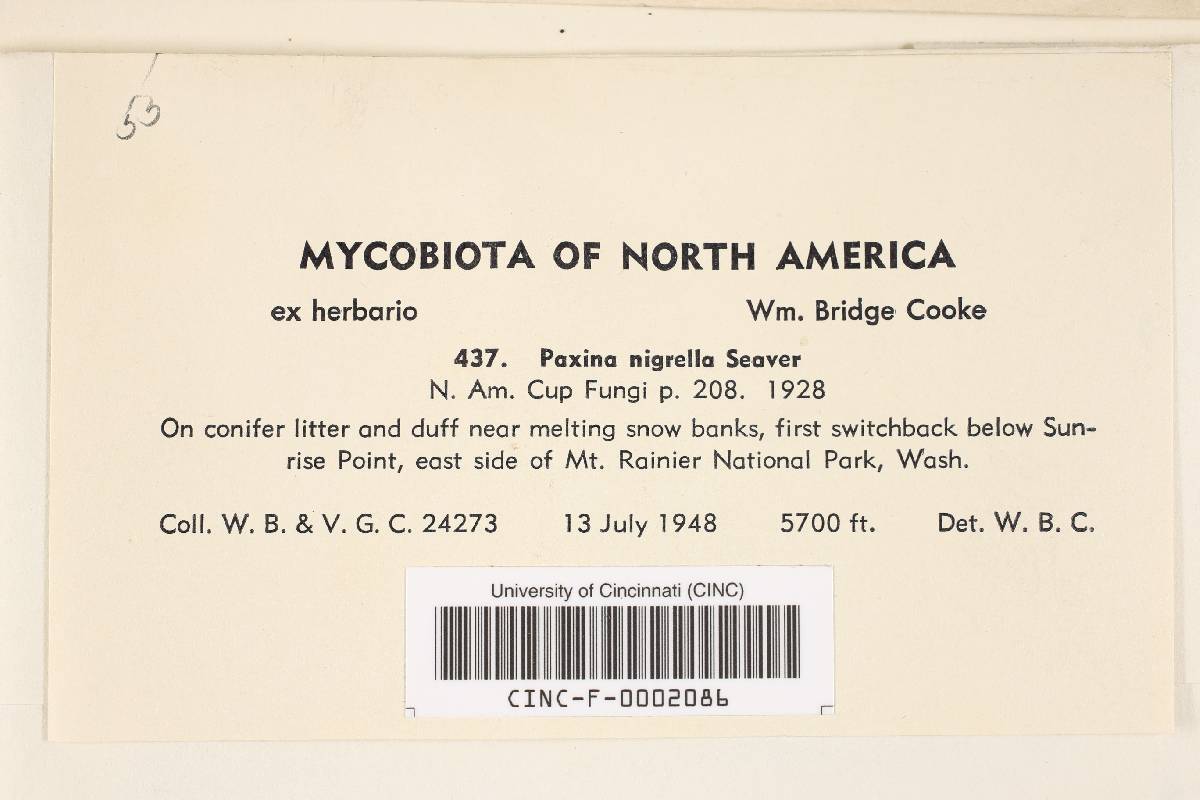 53
MYCOBIOTA OF NORTH AMERICA
ex herbario Wm. Bridge Cooke
437. Paxina nigrella Seaver
N. Am. Cup Fungi p. 208. 1928
On conifer litter and duff near melting snow banks, first switchback below Sun-
rise Point, east side of Mt. Rainier National Park, Wash.
Coll. W. B. & V. G. C. 24273 13 July 1948 5700 ft. Det. W. B. C.
University of Cincinnati (CINC)
CINC-F-0002086